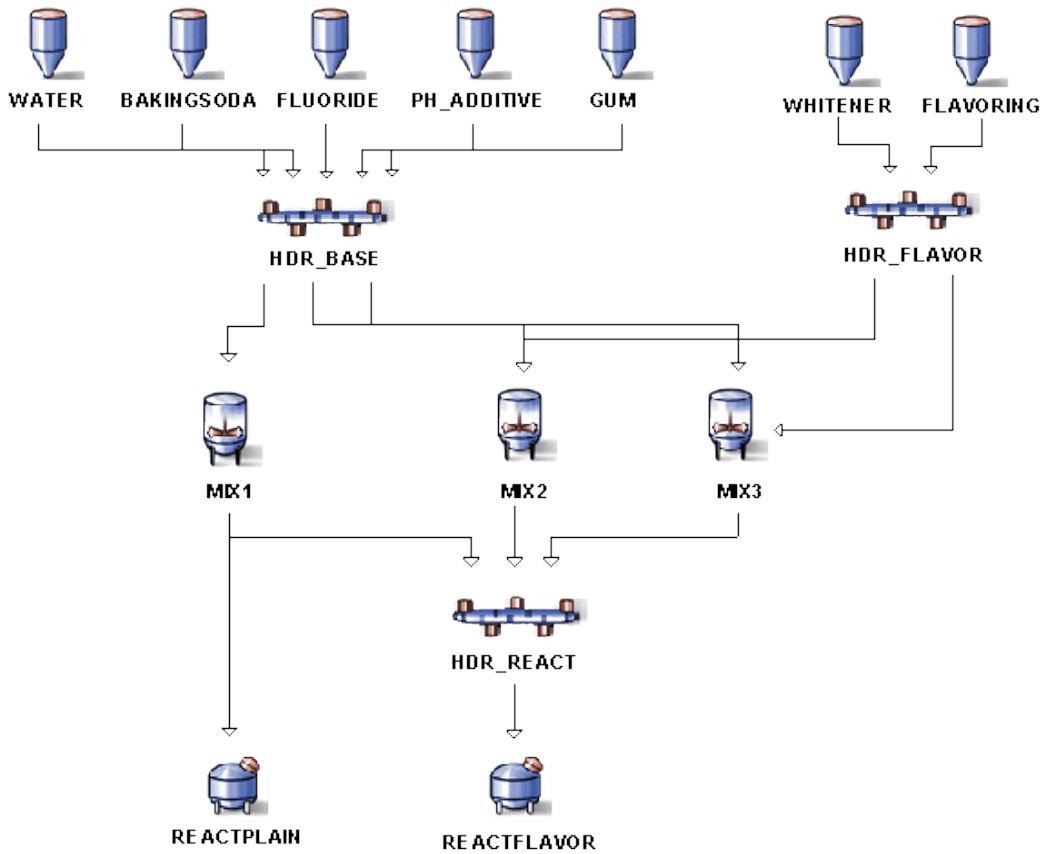 WATER
BAKINGSODA
FLUORIDE
PH_ADDITIVE
GUM
WHITENER
FLAVORING
HDR_BASE
HDR_FLAVOR
MIX1
MIX2
MIX3
HDR_REACT
REACTPLAIN
REACTFLAVOR